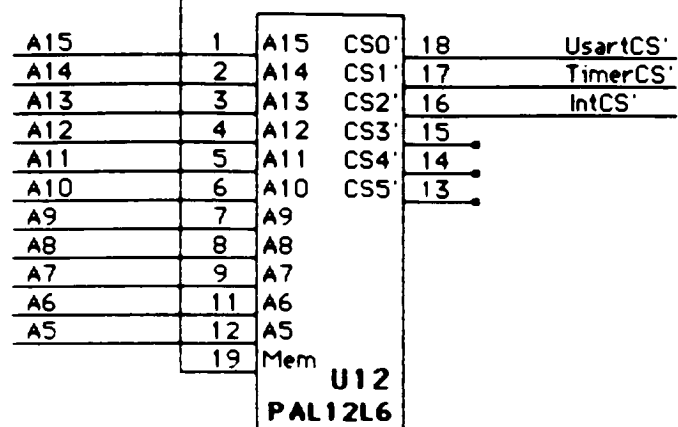 A15 1 A15 CS0' 18 UsartCS'
A14 2 A14 CS1' 17 TimerCS'
A13 3 A13 CS2' 16 IntCS'
A12 4 A12 CS3' 15
A11 5 A11 CS4' 14
A10 6 A10 CS5' 13
A9 7 A9
A8 8 A8
A7 9 A7
A6 11 A6
A5 12 A5
19 Mem
U12
PAL12L6